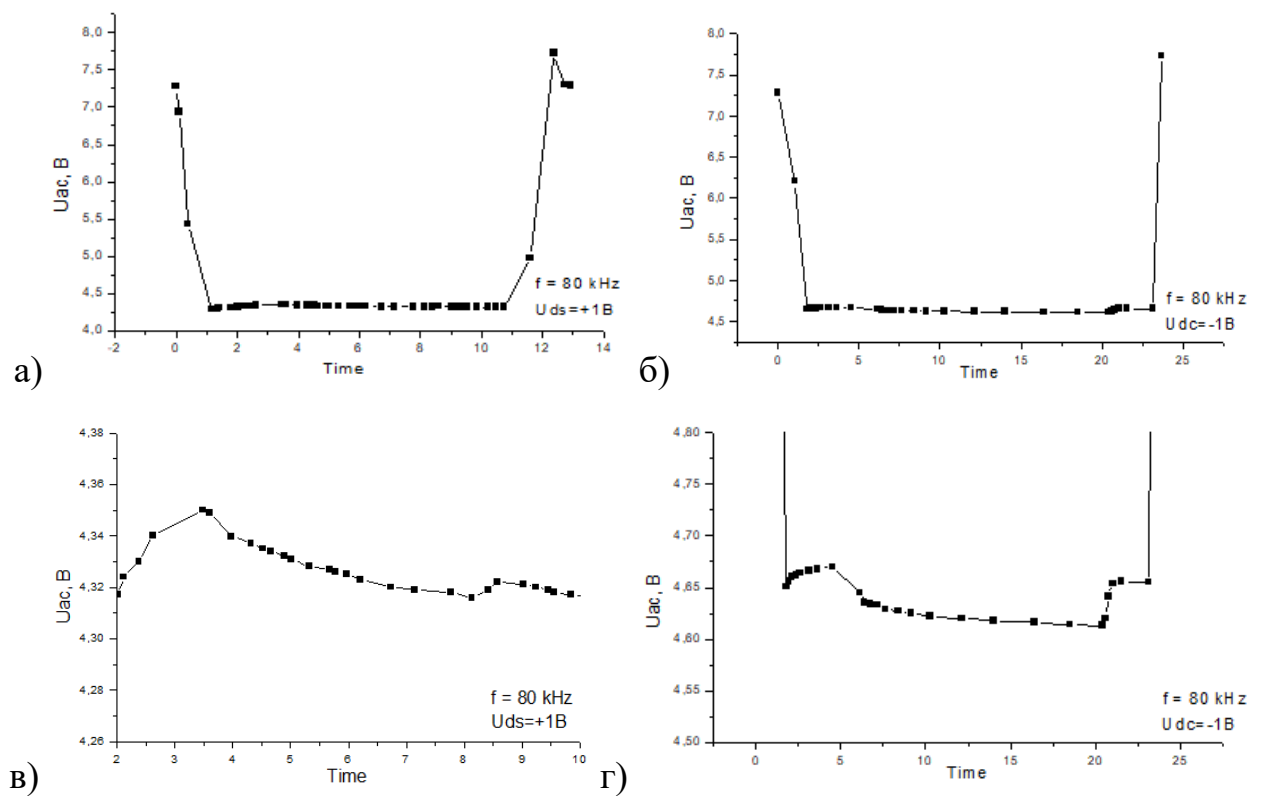 8,0
7,5
7,0
6,5
6,0
5,5
5,0
4,5
4,0
Uac, B
f = 80 kHz
Uds=+1B
-2 0 2 4 6 8 10 12 14
Time
а)
8,0
7,5
7,0
6,5
6,0
5,5
5,0
4,5
Uac, B
f = 80 kHz
Udc=-1B
0 5 10 15 20 25
Time
б)
4,38
4,36
4,34
4,32
4,30
4,28
4,26
Uac, B
f = 80 kHz
Uds=+1B
2 3 4 5 6 7 8 9 10
Time
в)
4,80
4,75
4,70
4,65
4,60
4,55
4,50
Uac, B
f = 80 kHz
Udc=-1B
0 5 10 15 20 25
Time
г)